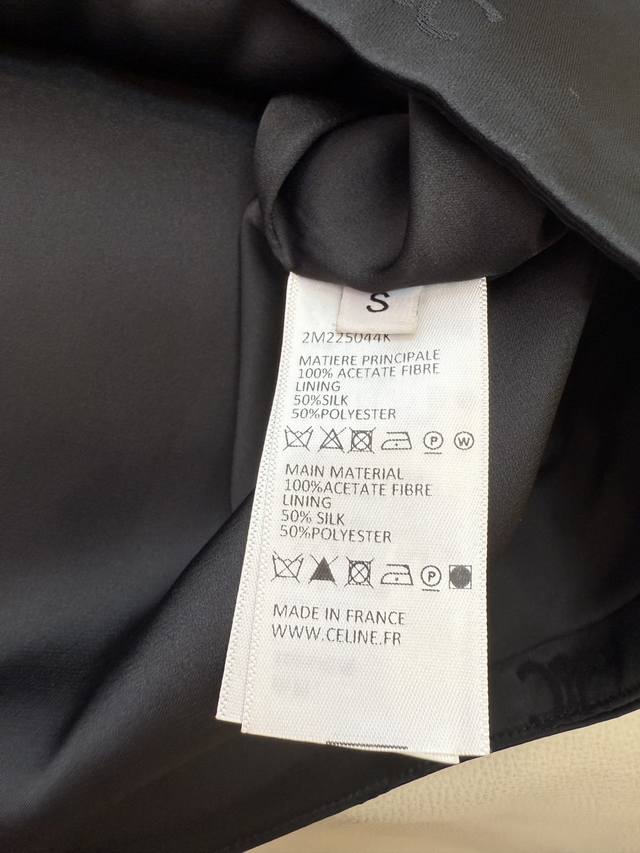 S
2M225044K
MATIERE PRINCIPALE
100% ACETATE FIBRE
LINING
50%SILK
50%POLYESTER
P W
MAIN MATERIAL
100%ACETATE FIBRE
LINING
50% SILK
50%POLYESTER
P
MADE IN FRANCE
WWW.CELINE.FR